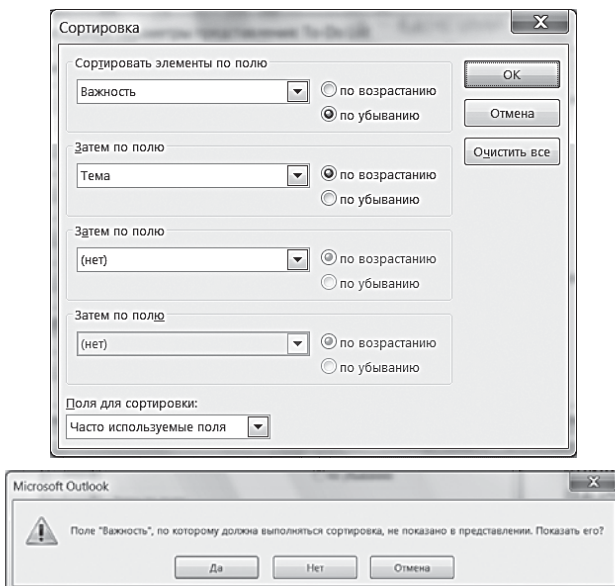 Сортировка
Сортировать элементы по полю
Важность
по возрастанию
по убыванию
OK
Отмена
Очистить все
Затем по полю
Тема
по возрастанию
по убыванию
Затем по полю
(нет)
по возрастанию
по убыванию
Затем по полю
(нет)
по возрастанию
по убыванию
Поля для сортировки:
Часто используемые поля
Microsoft Outlook
Поле "Важность", по которому должна выполняться сортировка, не показано в представлении. Показать его?
Да
Нет
Отмена